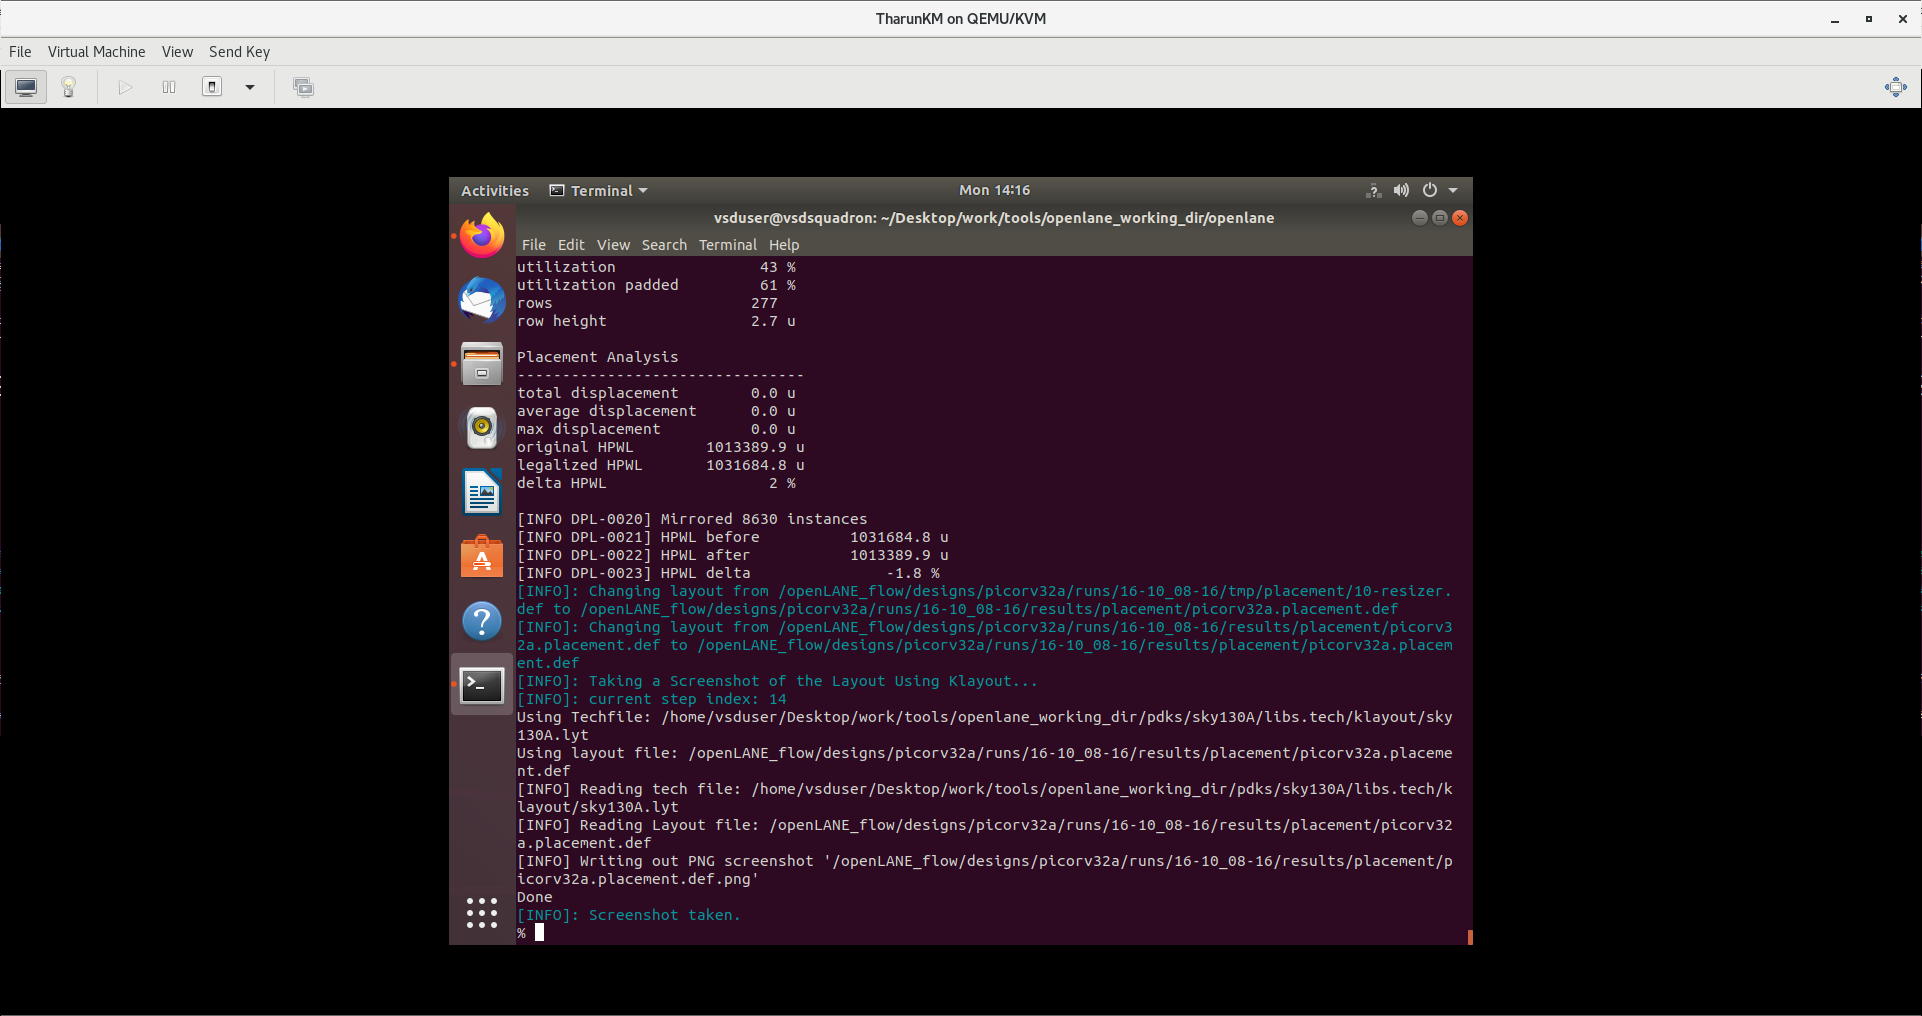 TharunKM on QEMU/KVM
File Virtual Machine View Send Key
Activities Terminal Mon 14:16
vsduser@vsdsquadron: ~/Desktop/work/tools/openlane_working_dir/openlane
File Edit View Search Terminal Help
utilization 43 %
utilization padded 61 %
rows 277
row height 2.7 u
Placement Analysis
--------------------------------
total displacement 0.0 u
average displacement 0.0 u
max displacement 0.0 u
original HPWL 1013389.9 u
legalized HPWL 1031684.8 u
delta HPWL 2 %
[INFO DPL-0020] Mirrored 8630 instances
[INFO DPL-0021] HPWL before 1031684.8 u
[INFO DPL-0022] HPWL after 1013389.9 u
[INFO DPL-0023] HPWL delta -1.8 %
[INFO]: Changing layout from /openLANE_flow/designs/picorv32a/runs/16-10_08-16/tmp/placement/10-resizer.
def to /openLANE_flow/designs/picorv32a/runs/16-10_08-16/results/placement/picorv32a.placement.def
[INFO]: Changing layout from /openLANE_flow/designs/picorv32a/runs/16-10_08-16/results/placement/picorv3
2a.placement.def to /openLANE_flow/designs/picorv32a/runs/16-10_08-16/results/placement/picorv32a.placem
ent.def
[INFO]: Taking a Screenshot of the Layout Using Klayout...
[INFO]: current step index: 14
Using Techfile: /home/vsduser/Desktop/work/tools/openlane_working_dir/pdks/sky130A/libs.tech/klayout/sky
130A.lyt
Using layout file: /openLANE_flow/designs/picorv32a/runs/16-10_08-16/results/placement/picorv32a.placeme
nt.def
[INFO] Reading tech file: /home/vsduser/Desktop/work/tools/openlane_working_dir/pdks/sky130A/libs.tech/k
layout/sky130A.lyt
[INFO] Reading Layout file: /openLANE_flow/designs/picorv32a/runs/16-10_08-16/results/placement/picorv32
a.placement.def
[INFO] Writing out PNG screenshot '/openLANE_flow/designs/picorv32a/runs/16-10_08-16/results/placement/p
icorv32a.placement.def.png'
Done
[INFO]: Screenshot taken.
%